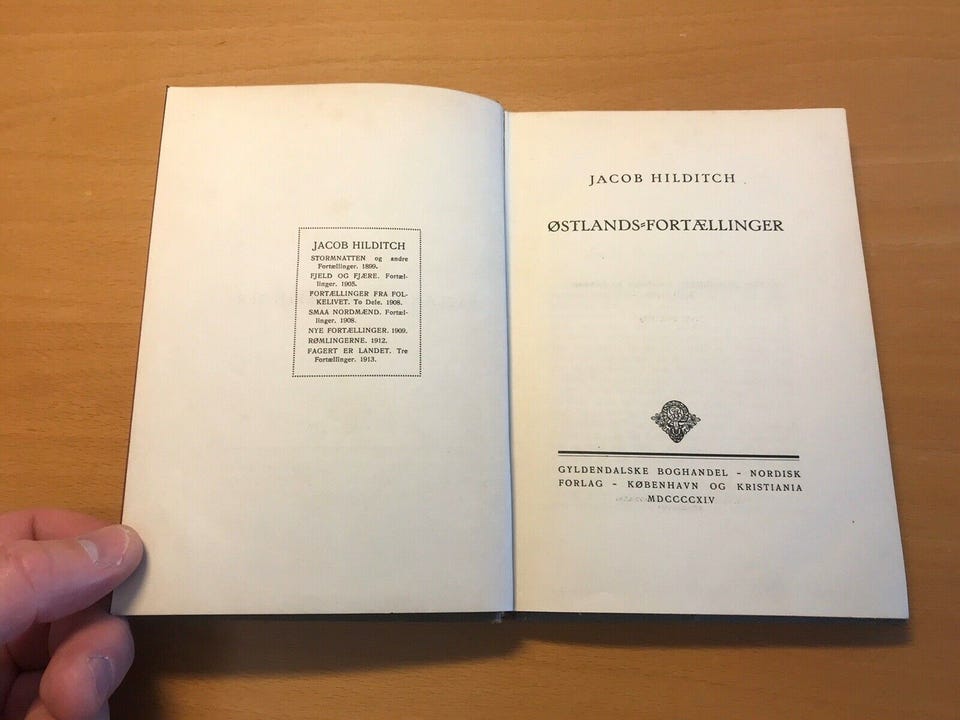 JACOB HILDITCH
STORMNATTEN og andre
Fortællinger. 1899.
FJELD OG FJÆRE. Fortæl-
linger. 1905.
FORTÆLLINGER FRA FOL-
KELIVET. To Dele. 1908.
SMAA NORDMÆND. Fortæl-
linger. 1908.
NYE FORTÆLLINGER. 1909.
RØMLINGERNE. 1912.
FAGERT ER LANDET. Tre
Fortællinger. 1913.
JACOB HILDITCH
ØSTLANDS-FORTÆLLINGER
GYLDENDALSKE BOGHANDEL - NORDISK
FORLAG - KØBENHAVN OG KRISTIANIA
MDCCCCXIV